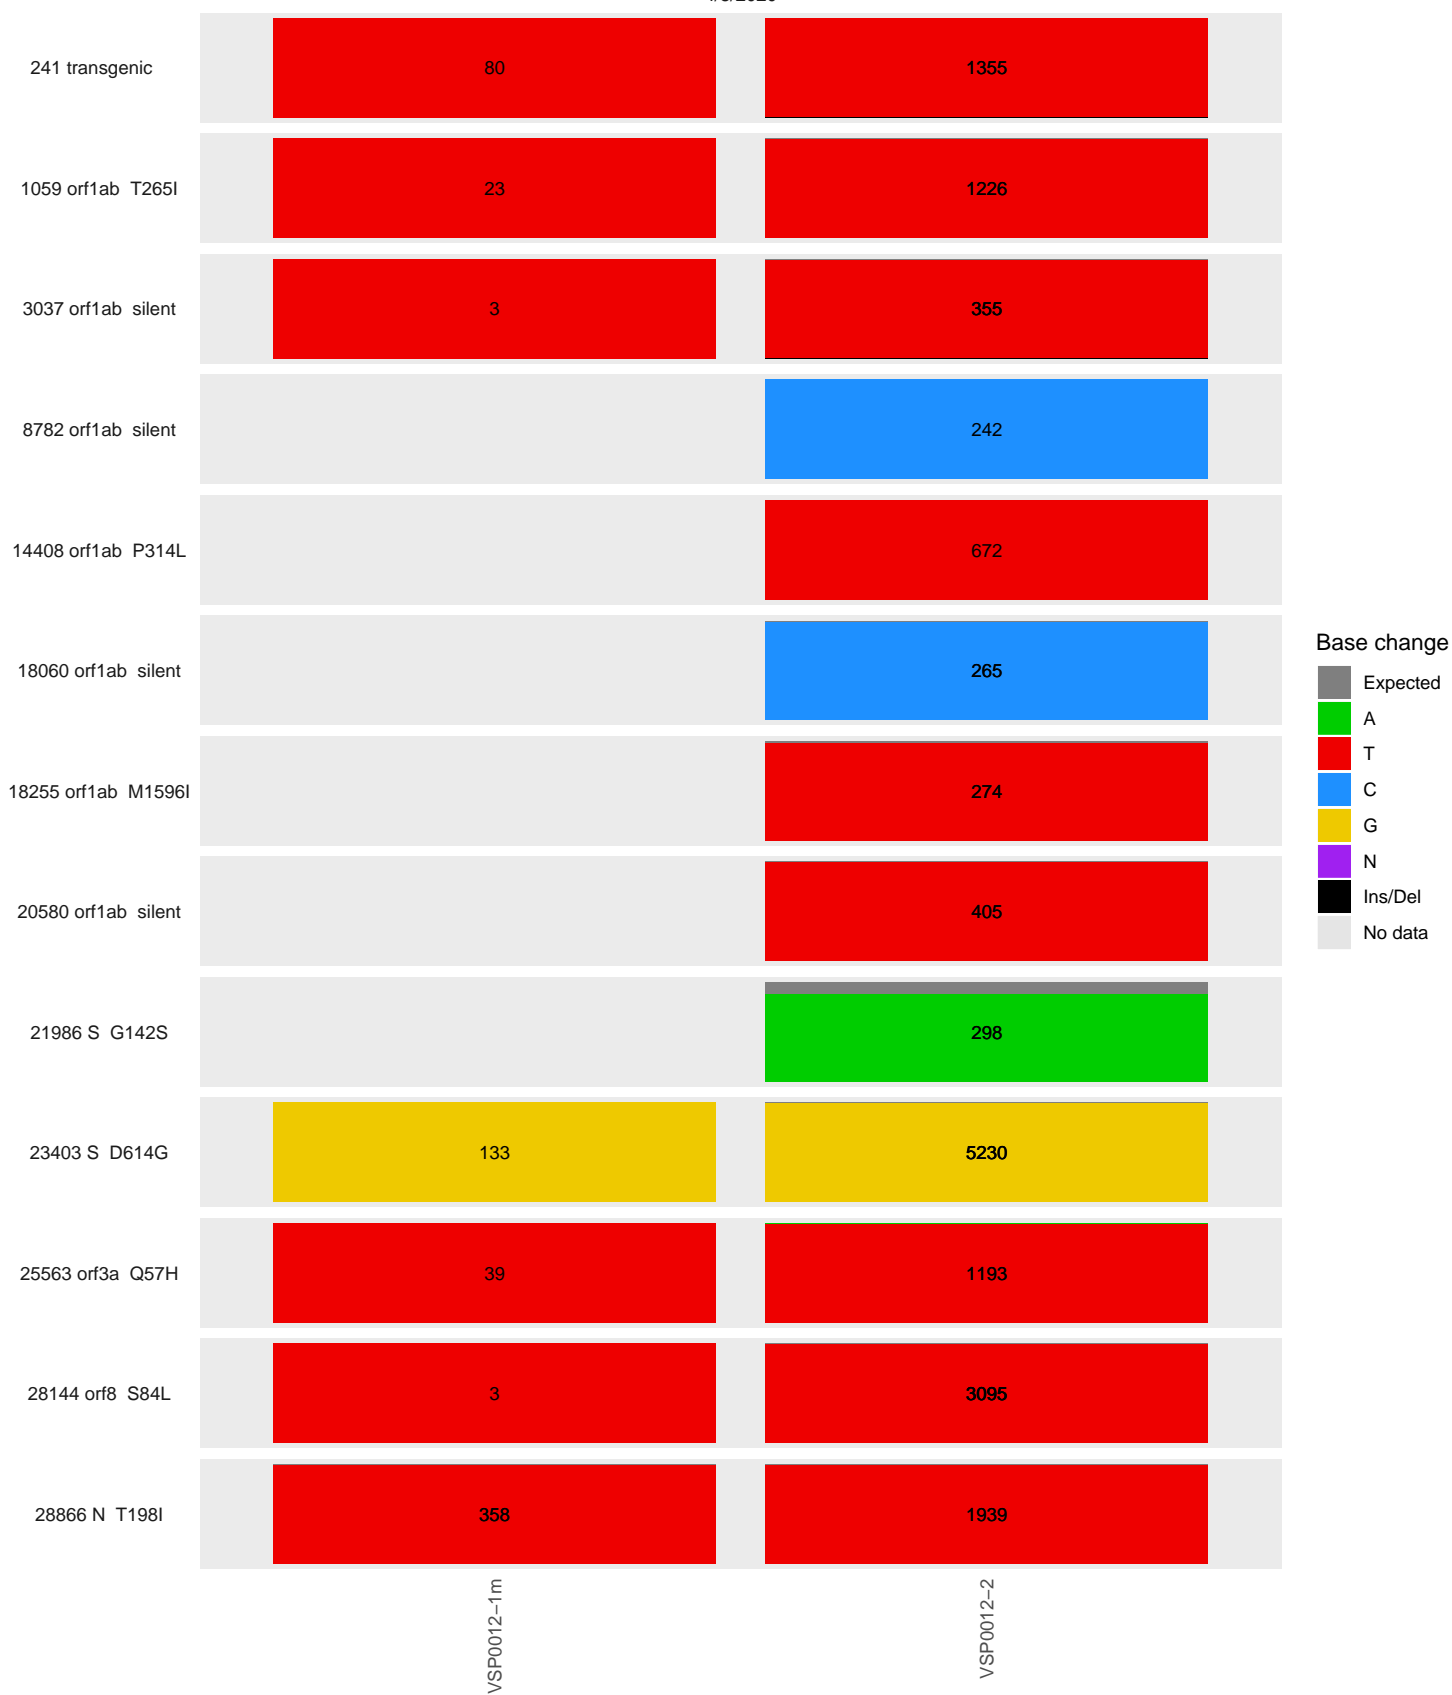 241 transgenic 80 1355
1059 orf1ab T265I 23 1226
3037 orf1ab silent 3 355
8782 orf1ab silent 242
14408 orf1ab P314L 672
18060 orf1ab silent 265
18255 orf1ab M1596I 274
20580 orf1ab silent 405
21986 S G142S 298
23403 S D614G 133 5230
25563 orf3a Q57H 39 1193
28144 orf8 S84L 3 3095
28866 N T198I 358 1939
VSP0012−1m
VSP0012−2
Base change
Expected
A
T
C
G
N
Ins/Del
No data